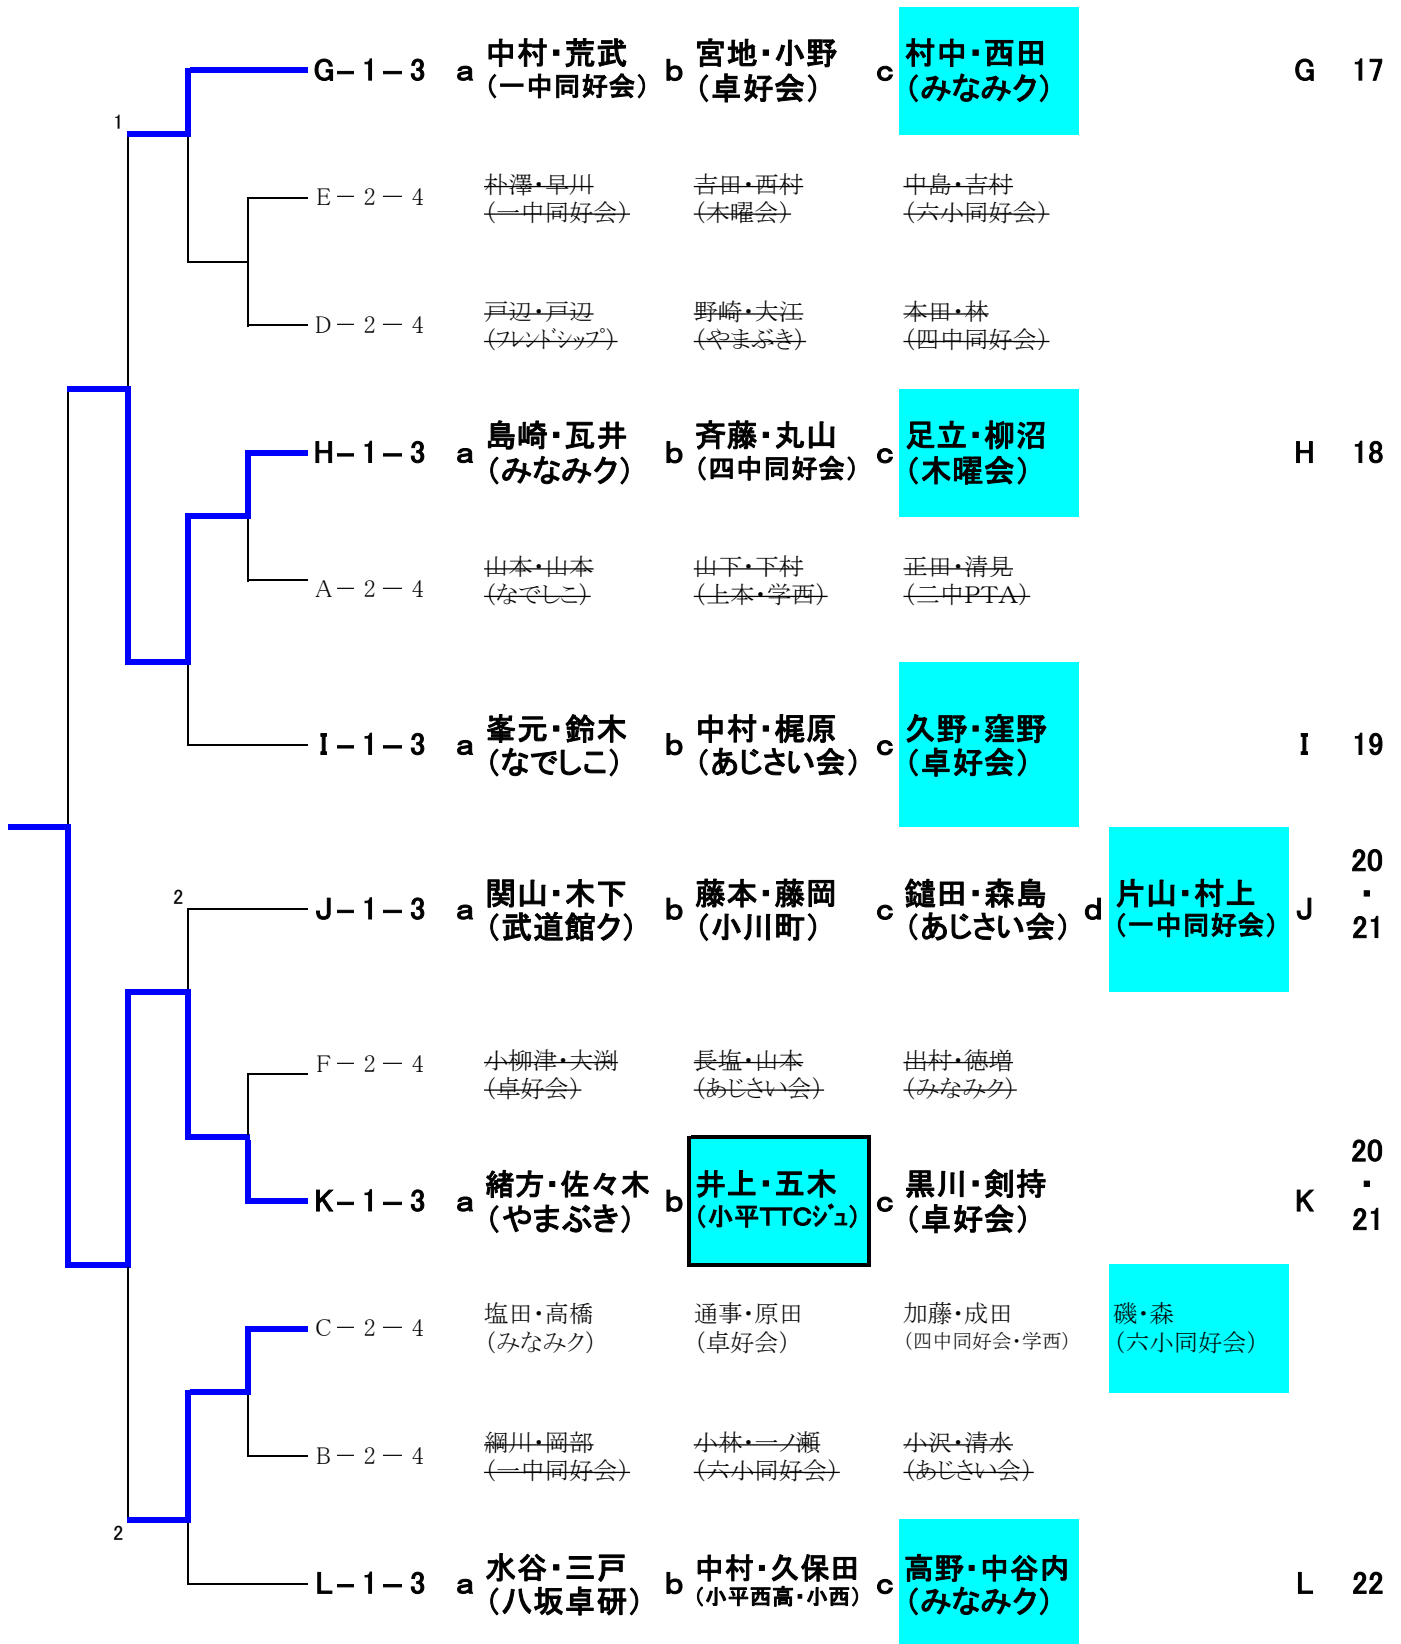 G-1-3 a 中村・荒武 b 宮地・小野 c 村中・西田 G 17
(一中同好会) (卓好会) (みなみク)
1
E-2-4 朴澤・早川 吉田・西村 中島・吉村
(一中同好会) (木曜会) (六小同好会)
D-2-4 戸辺・戸辺 野崎・大江 本田・林
(フレンドシップ) (やまぶき) (四中同好会)
H-1-3 a 島崎・瓦井 b 斉藤・丸山 c 足立・柳沼 H 18
(みなみク) (四中同好会) (木曜会)
A-2-4 山本・山本 山下・下村 正田・清見
(なでしこ) (上本・学西) (二中PTA)
I-1-3 a 峯元・鈴木 b 中村・梶原 c 久野・窪野 I 19
(なでしこ) (あじさい会) (卓好会)
2
J-1-3 a 関山・木下 b 藤本・藤岡 c 鑓田・森島 d 片山・村上 J 20・21
(武道館ク) (小川町) (あじさい会) (一中同好会)
F-2-4 小柳津・大渕 長塩・山本 出村・徳増
(卓好会) (あじさい会) (みなみク)
K-1-3 a 緒方・佐々木 b 井上・五木 c 黒川・剣持 K 20・21
(やまぶき) (小平TTCジュ) (卓好会)
C-2-4 塩田・高橋 通事・原田 加藤・成田 磯・森
(みなみク) (卓好会) (四中同好会・学西) (六小同好会)
B-2-4 綱川・岡部 小林・一ノ瀬 小沢・清水
(一中同好会) (六小同好会) (あじさい会)
2
L-1-3 a 水谷・三戸 b 中村・久保田 c 高野・中谷内 L 22
(八坂卓研) (小平西高・小西) (みなみク)